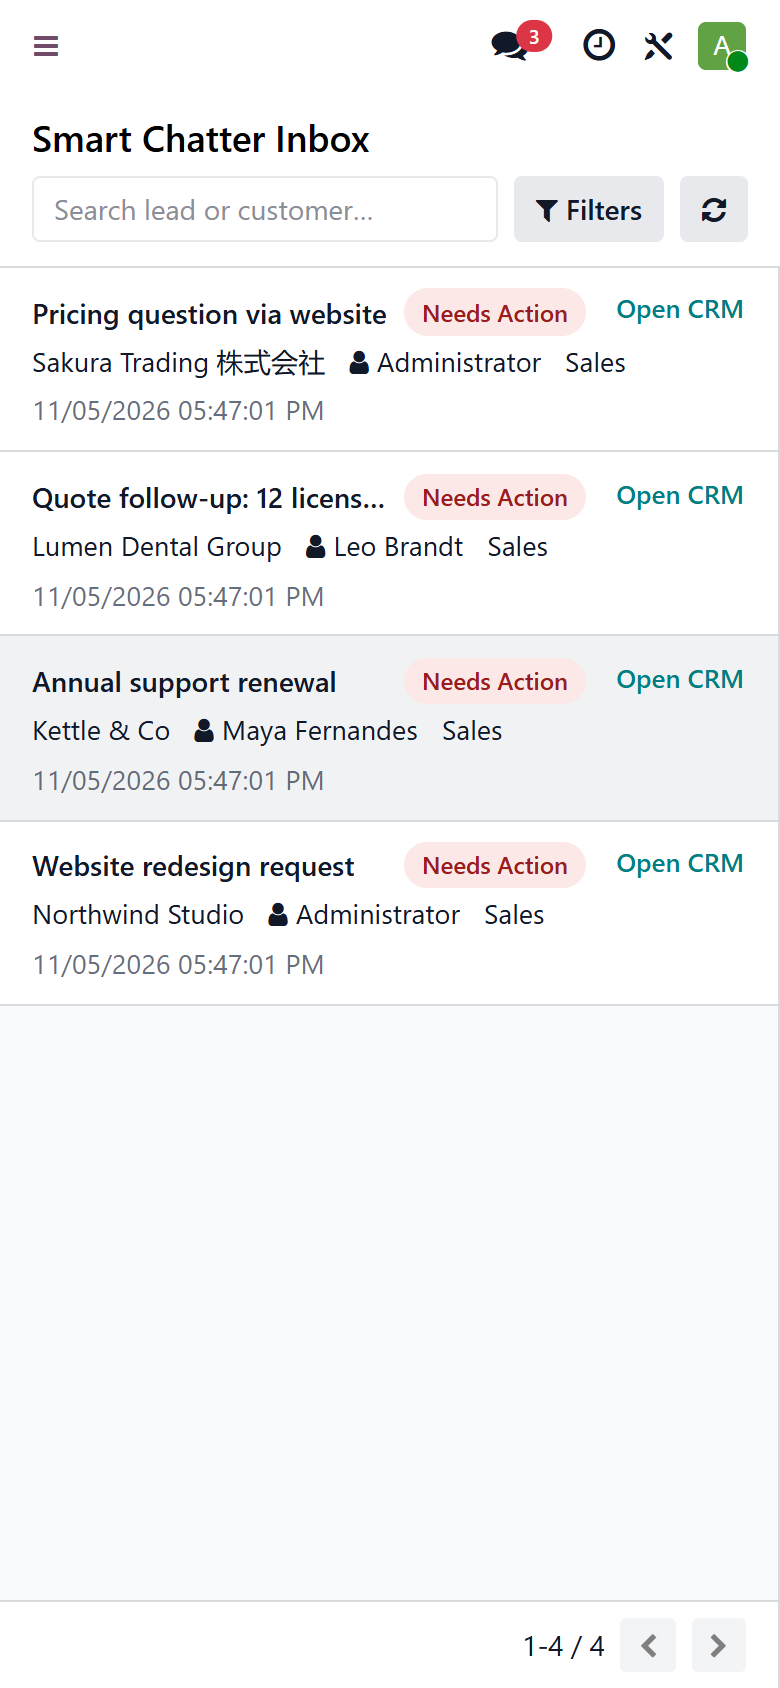 3
A
Smart Chatter Inbox
Search lead or customer...
Filters
Pricing question via website Needs Action Open CRM
Sakura Trading 株式会社 Administrator Sales
11/05/2026 05:47:01 PM
Quote follow-up: 12 licens... Needs Action Open CRM
Lumen Dental Group Leo Brandt Sales
11/05/2026 05:47:01 PM
Annual support renewal Needs Action Open CRM
Kettle & Co Maya Fernandes Sales
11/05/2026 05:47:01 PM
Website redesign request Needs Action Open CRM
Northwind Studio Administrator Sales
11/05/2026 05:47:01 PM
1-4 / 4